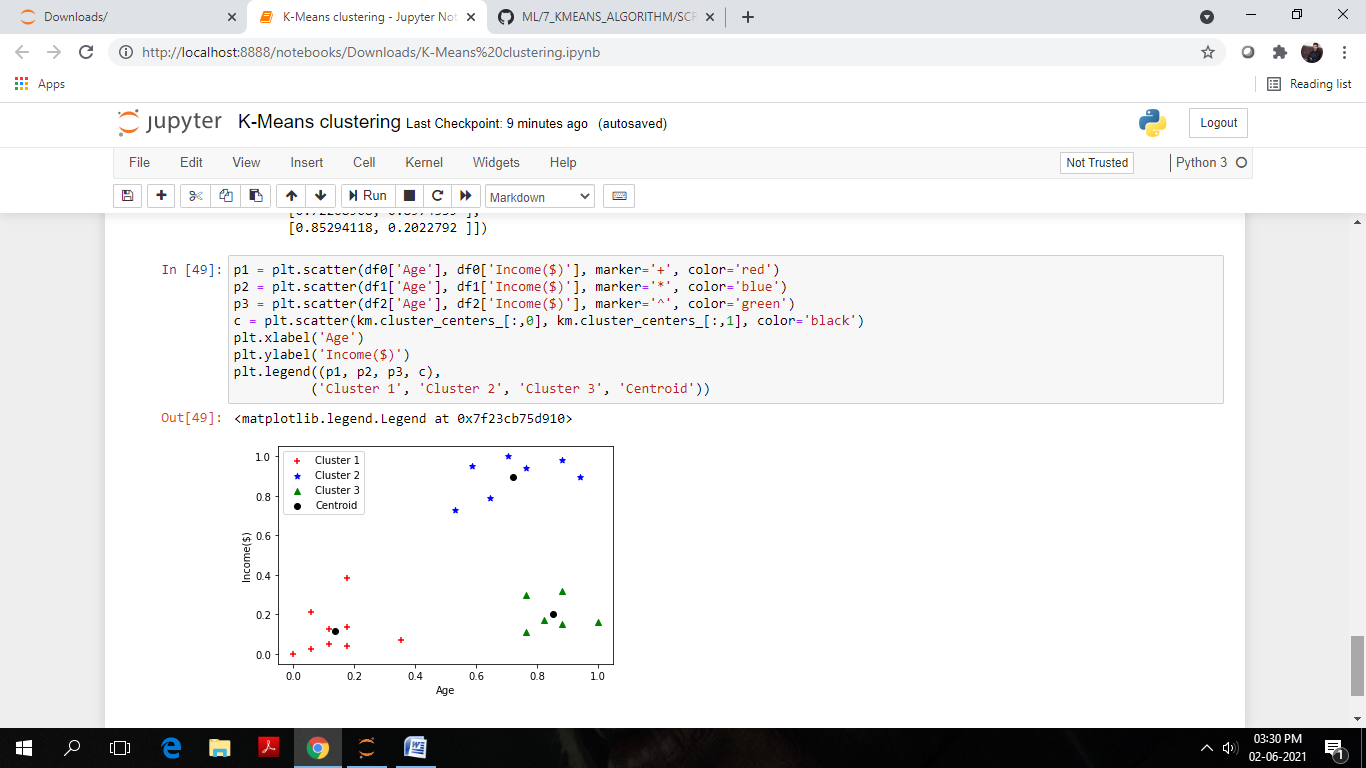 Downloads/
K-Means clustering - Jupyter Not
ML/7_KMEANS_ALGORITHM/SCR
http://localhost:8888/notebooks/Downloads/K-Means%20clustering.ipynb
Apps
Reading list
jupyter K-Means clustering Last Checkpoint: 9 minutes ago (autosaved)
Logout
File Edit View Insert Cell Kernel Widgets Help
Not Trusted
Python 3
Run
Markdown
[0.85294118, 0.2022792 ]])
In [49]:
p1 = plt.scatter(df0['Age'], df0['Income($)'], marker='+', color='red')
p2 = plt.scatter(df1['Age'], df1['Income($)'], marker='*', color='blue')
p3 = plt.scatter(df2['Age'], df2['Income($)'], marker='^', color='green')
c = plt.scatter(km.cluster_centers_[:,0], km.cluster_centers_[:,1], color='black')
plt.xlabel('Age')
plt.ylabel('Income($)')
plt.legend((p1, p2, p3, c),
('Cluster 1', 'Cluster 2', 'Cluster 3', 'Centroid'))
Out[49]: <matplotlib.legend.Legend at 0x7f23cb75d910>
Cluster 1
Cluster 2
Cluster 3
Centroid
1.0
0.8
0.6
0.4
0.2
0.0
Income($)
0.0 0.2 0.4 0.6 0.8 1.0
Age
03:30 PM
02-06-2021
1